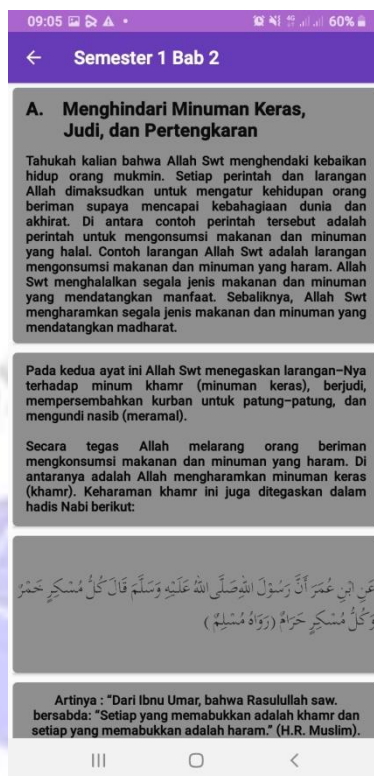 09:05
60%
Semester 1 Bab 2
A. Menghindari Minuman Keras,
Judi, dan Pertengkaran
Tahukah kalian bahwa Allah Swt menghendaki kebaikan
hidup orang mukmin. Setiap perintah dan larangan
Allah dimaksudkan untuk mengatur kehidupan orang
beriman supaya mencapai kebahagiaan dunia dan
akhirat. Di antara contoh perintah tersebut adalah
perintah untuk mengonsumsi makanan dan minuman
yang halal. Contoh larangan Allah Swt adalah larangan
mengonsumsi makanan dan minuman yang haram. Allah
Swt menghalalkan segala jenis makanan dan minuman
yang mendatangkan manfaat. Sebaliknya, Allah Swt
mengharamkan segala jenis makanan dan minuman yang
mendatangkan madharat.
Pada kedua ayat ini Allah Swt menegaskan larangan-Nya
terhadap minum khamr (minuman keras), berjudi,
mempersembahkan kurban untuk patung-patung, dan
mengundi nasib (meramal).
Secara tegas Allah melarang orang beriman
mengkonsumsi makanan dan minuman yang haram. Di
antaranya adalah Allah mengharamkan minuman keras
(khamr). Keharaman khamr ini juga ditegaskan dalam
hadis Nabi berikut:
عَنِ ابْنِ عُمَرَ أَنَّ رَسُوْلَ اللهِ صَلَّى اللهُ عَلَيْهِ وَسَلَّمَ قَالَ كُلُّ مُسْكِرٍ خَمْرٌ
وَكُلُّ مُسْكِرٍ حَرَامٌ (رَوَاهُ مُسْلِمٌ)
Artinya : "Dari Ibnu Umar, bahwa Rasulullah saw.
bersabda: "Setiap yang memabukkan adalah khamr dan
setiap yang memabukkan adalah haram." (H.R. Muslim).